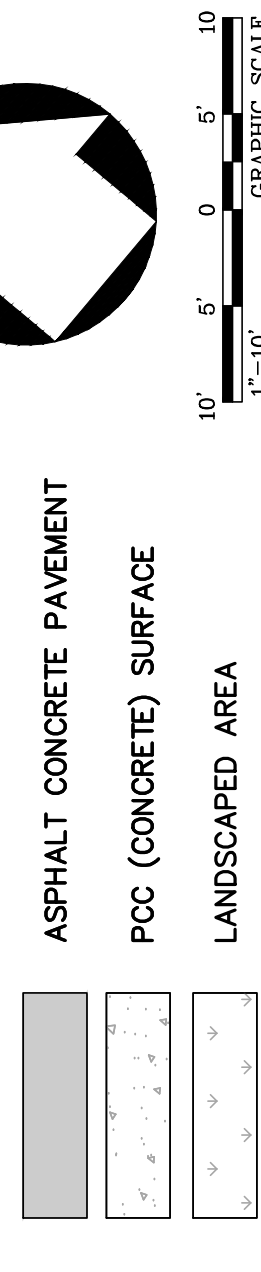 ASPHALT CONCRETE PAVEMENT
PCC (CONCRETE) SURFACE
LANDSCAPED AREA
10' 5' 0 5' 10
GRAPHIC SCALE
1"=10'